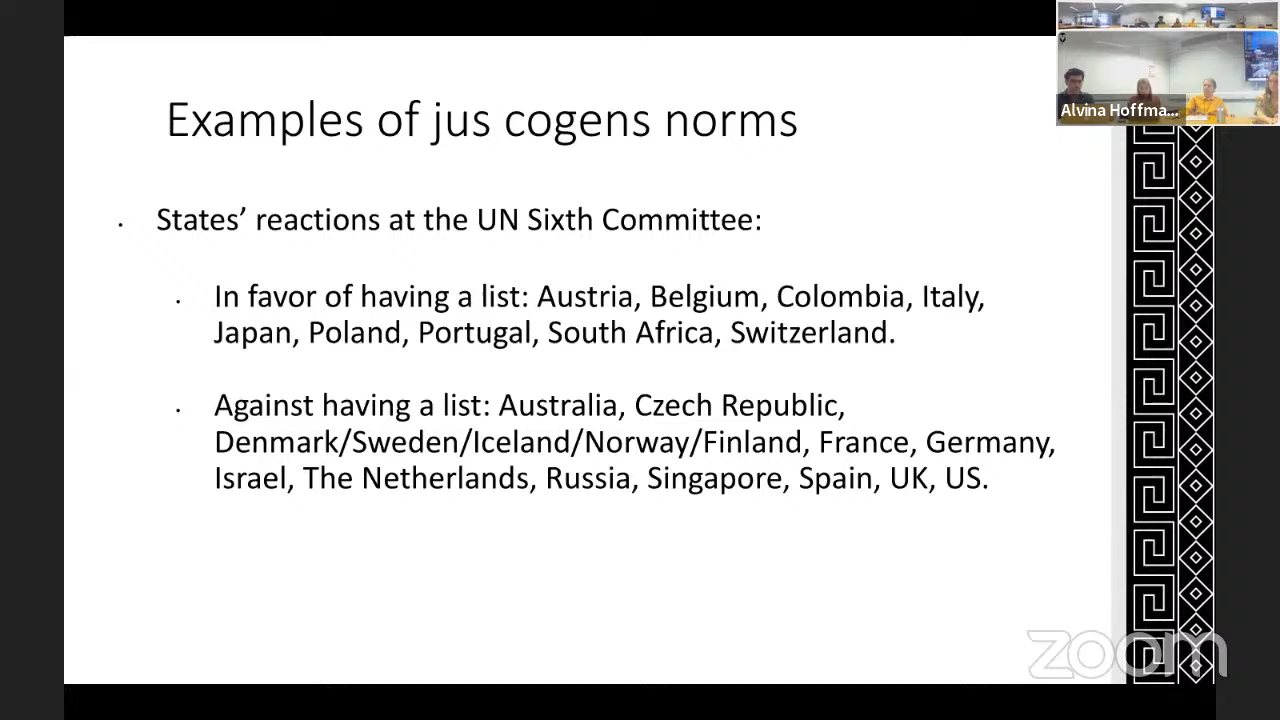 Examples of jus cogens norms
Alvina Hoffma...
• States’ reactions at the UN Sixth Committee:
• In favor of having a list: Austria, Belgium, Colombia, Italy,
Japan, Poland, Portugal, South Africa, Switzerland.
• Against having a list: Australia, Czech Republic,
Denmark/Sweden/Iceland/Norway/Finland, France, Germany,
Israel, The Netherlands, Russia, Singapore, Spain, UK, US.
zoom